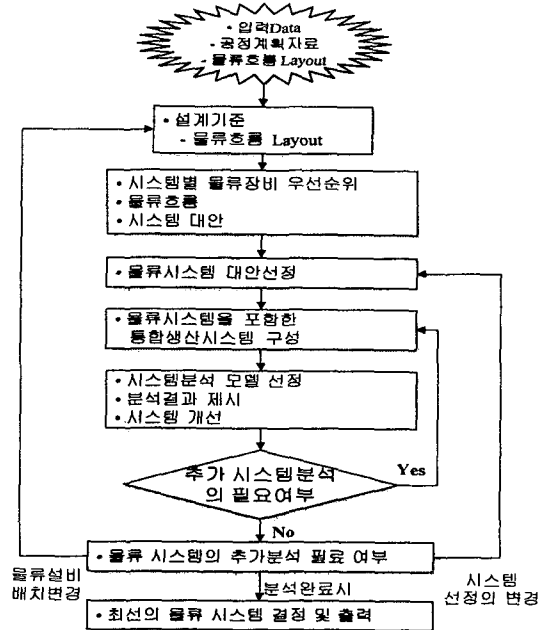 • 입력Data
• 공정계획자료
• 물류흐름 Layout
• 설계기준
- 물류흐름 Layout
• 시스템별 물류장비 우선순위
• 물류흐름
• 시스템 대안
• 물류시스템 대안선정
• 물류시스템을 포함한
통합생산시스템 구성
• 시스템분석 모델 선정
• 분석결과 제시
• 시스템 개선
추가 시스템분석
의 필요여부
Yes
No
• 물류 시스템의 추가분석 필요 여부
물류설비
배치변경
분석완료시
시스템
선정의 변경
• 최선의 물류 시스템 결정 및 출력